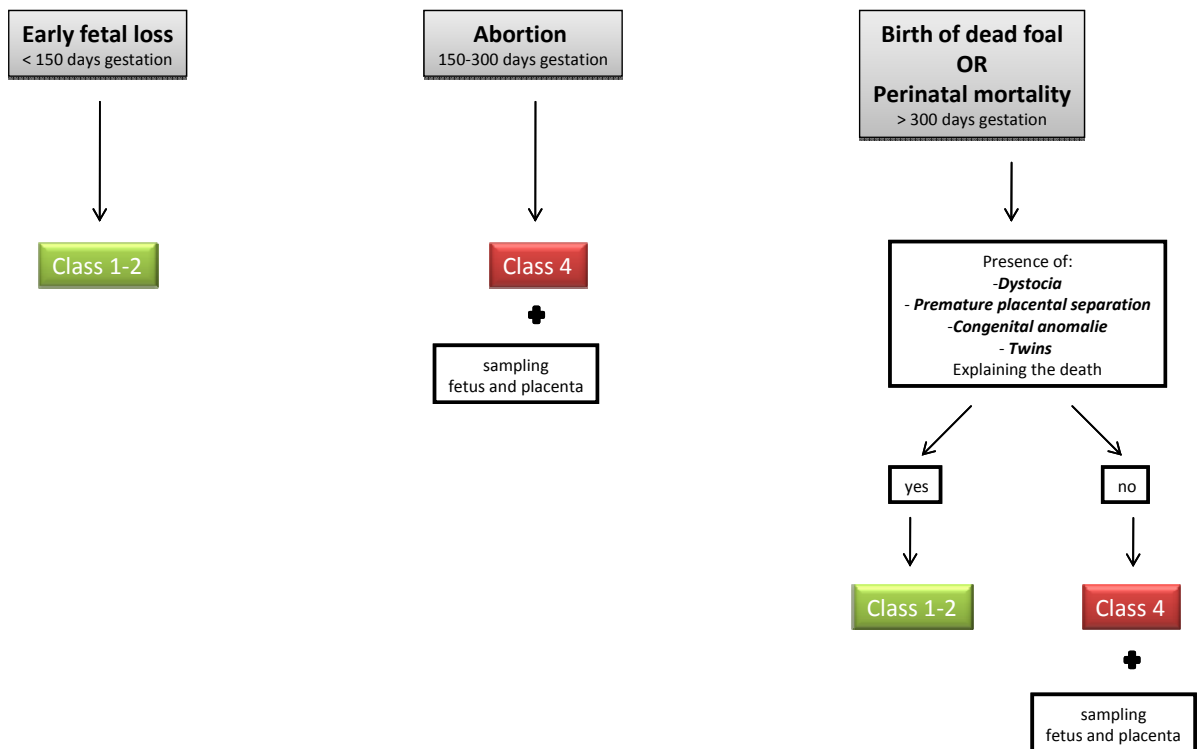 Early fetal loss
< 150 days gestation
Class 1-2
Abortion
150-300 days gestation
Class 4
sampling
fetus and placenta
Birth of dead foal
OR
Perinatal mortality
> 300 days gestation
Presence of:
-Dystocia
- Premature placental separation
-Congenital anomalie
- Twins
Explaining the death
yes
no
Class 1-2
Class 4
sampling
fetus and placenta